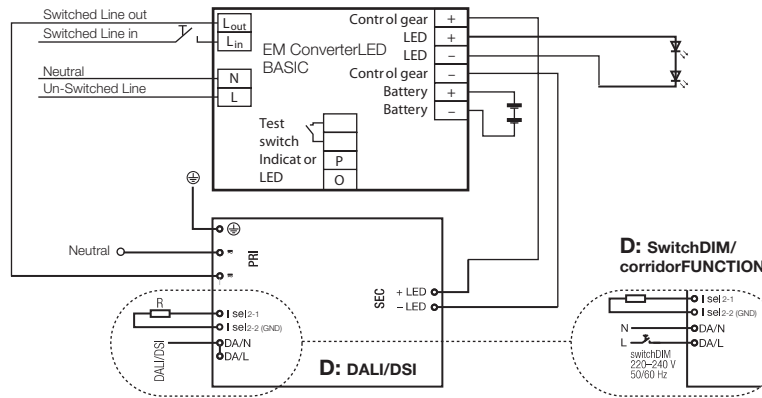 Switched Line out
Switched Line in
Neutral
Un-Switched Line
Lout
Lin
N
L
EM ConverterLED
BASIC
Test
switch
Indicat or
LED
P
O
Control gear +
LED +
LED –
Control gear –
Battery +
Battery –
Neutral
PRI
SEC
+ LED
– LED
R
I sel2-1
I sel2-2 (GND)
DA/N
DA/L
DALI/DSI
D: DALI/DSI
D: SwitchDIM/
corridorFUNCTION
I sel2-1
I sel2-2 (GND)
N
DA/N
L
DA/L
switchDIM
220–240 V
50/60 Hz